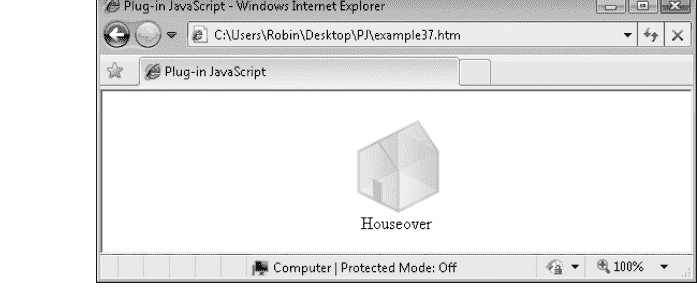 Plug-in JavaScript - Windows Internet Explorer
C:\Users\Robin\Desktop\PJ\example37.htm
Plug-in JavaScript
Houseover
Computer | Protected Mode: Off
100%